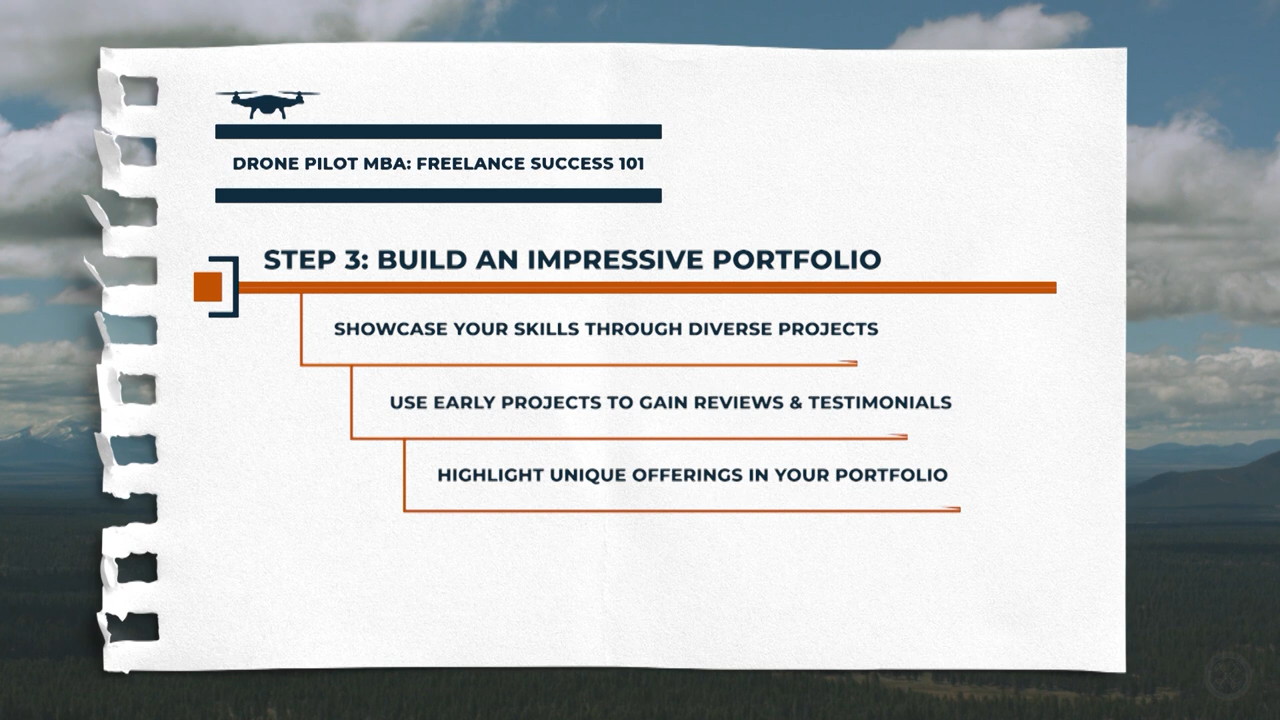 DRONE PILOT MBA: FREELANCE SUCCESS 101
STEP 3: BUILD AN IMPRESSIVE PORTFOLIO
SHOWCASE YOUR SKILLS THROUGH DIVERSE PROJECTS
USE EARLY PROJECTS TO GAIN REVIEWS & TESTIMONIALS
HIGHLIGHT UNIQUE OFFERINGS IN YOUR PORTFOLIO